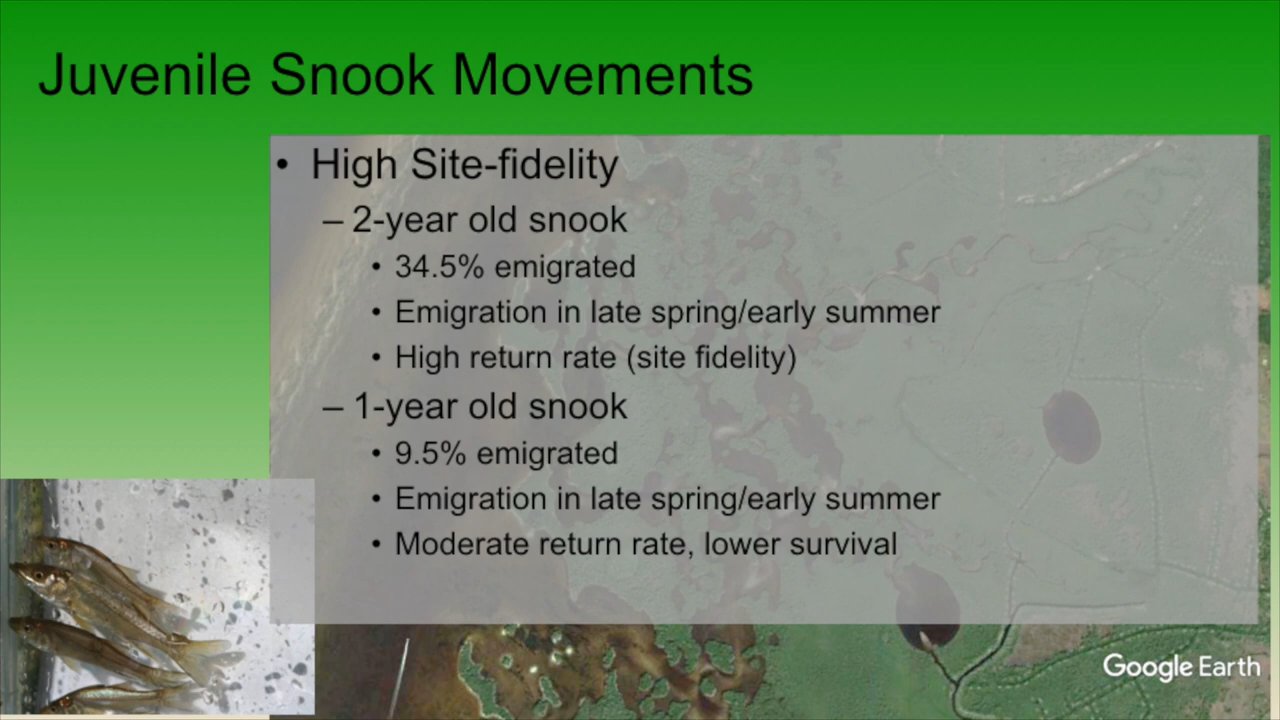 Juvenile Snook Movements
• High Site-fidelity
– 2-year old snook
• 34.5% emigrated
• Emigration in late spring/early summer
• High return rate (site fidelity)
– 1-year old snook
• 9.5% emigrated
• Emigration in late spring/early summer
• Moderate return rate, lower survival
Google Earth